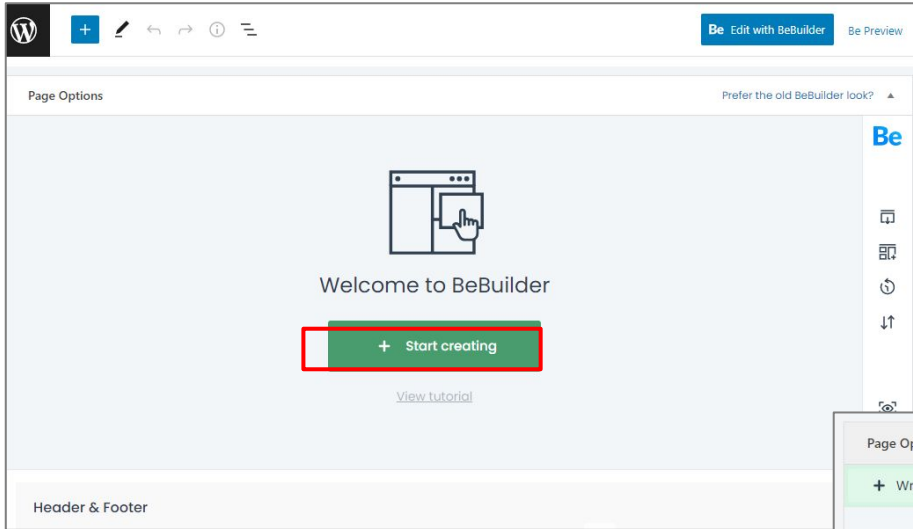 Be Edit with BeBuilder
Be Preview
Page Options
Prefer the old BeBuilder look?
Be
Welcome to BeBuilder
+ Start creating
View tutorial
Header & Footer
Page Op
+ Wr